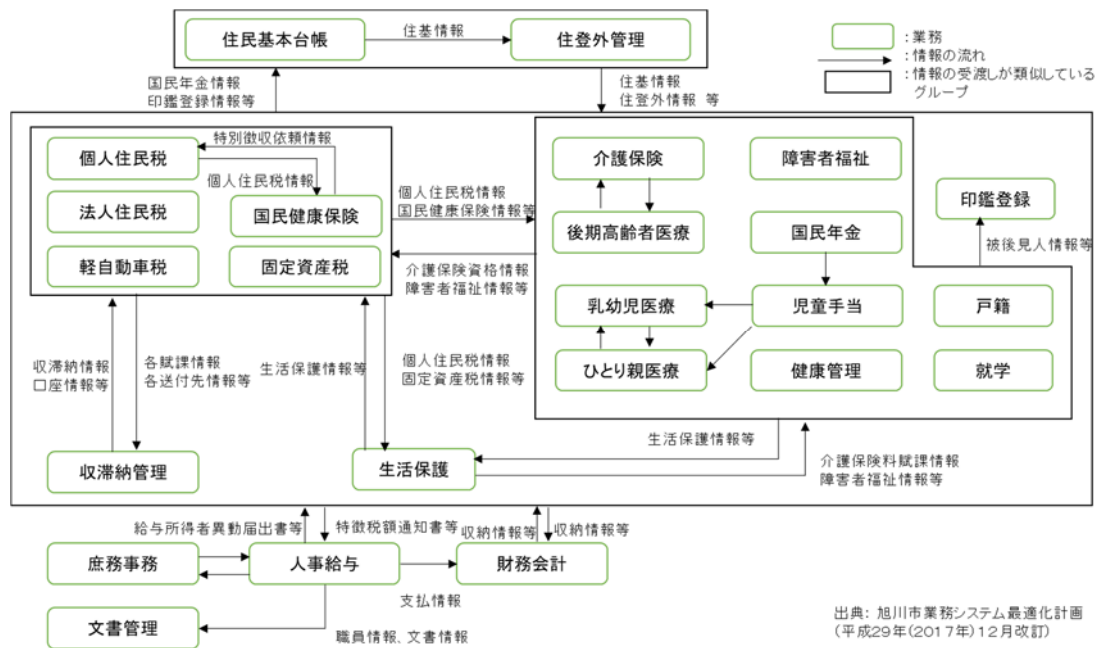 住民基本台帳
住基情報
住登外管理
：業務
：情報の流れ
：情報の受渡しが類似している
グループ
国民年金情報
印鑑登録情報等
住基情報
住登外情報 等
特別徴収依頼情報
個人住民税
個人住民税情報
法人住民税
国民健康保険
軽自動車税
固定資産税
個人住民税情報
国民健康保険情報等
介護保険資格情報
障害者福祉情報等
介護保険
障害者福祉
後期高齢者医療
国民年金
乳幼児医療
児童手当
ひとり親医療
健康管理
印鑑登録
被後見人情報等
戸籍
就学
収滞納情報
口座情報等
各賦課情報
各送付先情報等
生活保護情報等
個人住民税情報
固定資産税情報等
収滞納管理
生活保護
生活保護情報等
介護保険料賦課情報
障害者福祉情報等
給与所得者異動届出書等
特徴税額通知書等
収納情報等
収納情報等
庶務事務
人事給与
財務会計
支払情報
文書管理
職員情報、文書情報
出典：旭川市業務システム最適化計画
（平成29年(2017年)12月改訂）